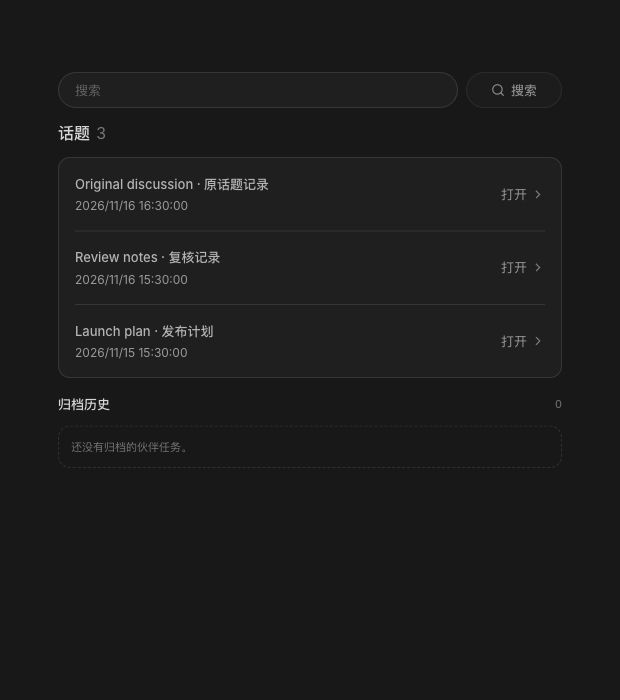 搜索
搜索
话题 3
Original discussion · 原话题记录
2026/11/16 16:30:00
打开
Review notes · 复核记录
2026/11/16 15:30:00
打开
Launch plan · 发布计划
2026/11/15 15:30:00
打开
归档历史 0
还没有归档的伙伴任务。